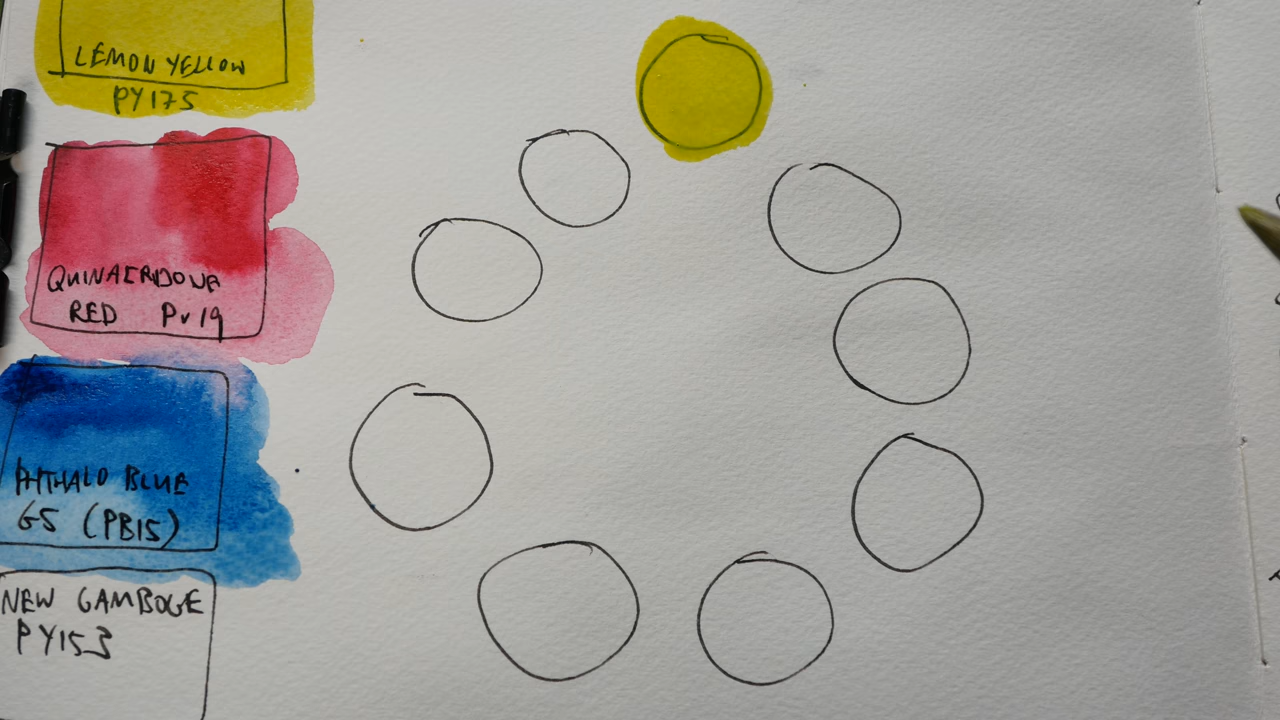 LEMON YELLOW
PY175
QUINACRIDONE
RED PV19
PHTHALO BLUE
GS (PB15)
NEW GAMBOGE
PY153